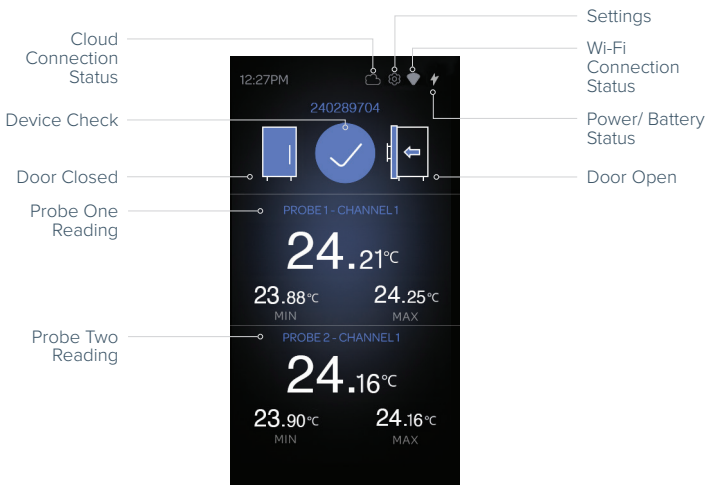 Settings
Cloud
Connection
Status
Wi-Fi
Connection
Status
12:27PM
240289704
Device Check
Power/ Battery
Status
Door Closed
Door Open
Probe One
Reading
PROBE 1 - CHANNEL 1
24.21°C
23.88°C
24.25°C
MIN
MAX
Probe Two
Reading
PROBE 2 - CHANNEL 1
24.16°C
23.90°C
24.16°C
MIN
MAX